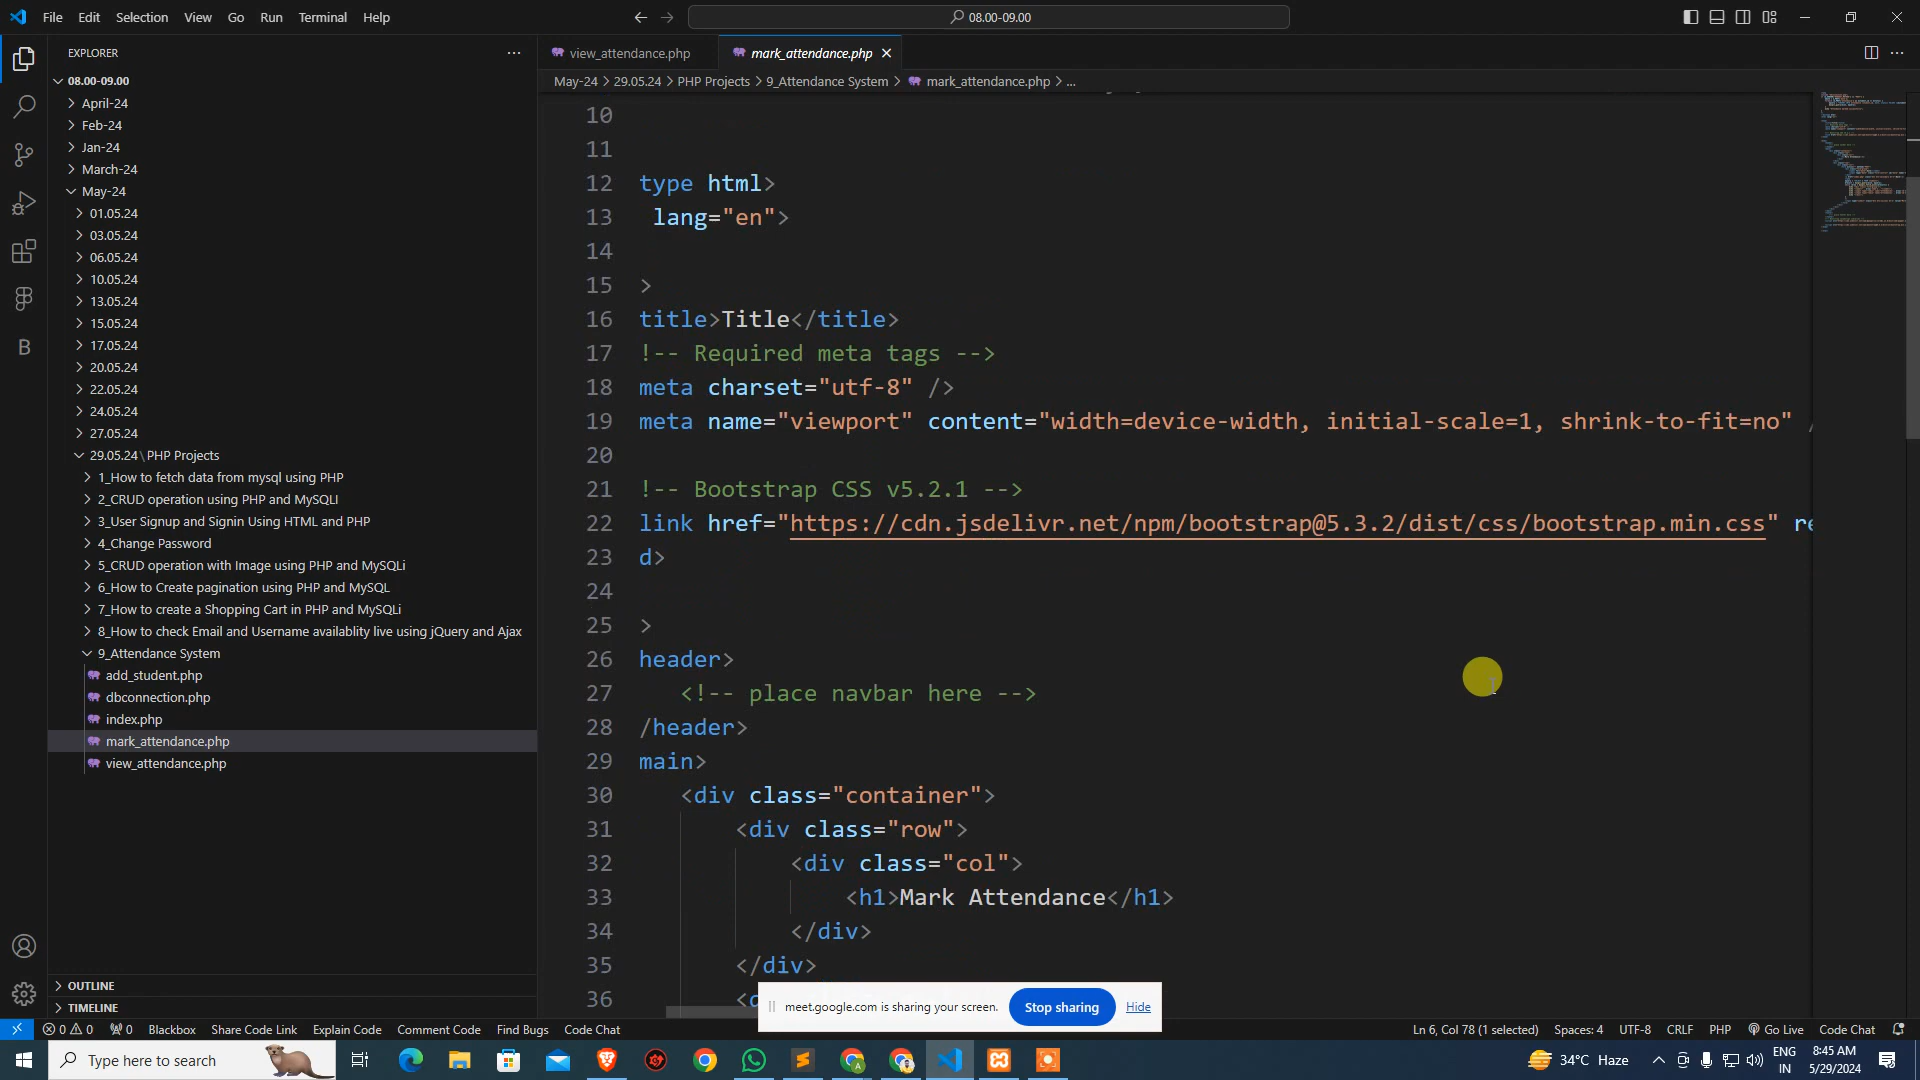 File Edit Selection View Go Run Terminal Help
08.00-09.00
EXPLORER
08.00-09.00
April-24
Feb-24
Jan-24
March-24
May-24
01.05.24
03.05.24
06.05.24
10.05.24
13.05.24
15.05.24
17.05.24
20.05.24
22.05.24
24.05.24
27.05.24
29.05.24 \ PHP Projects
1_How to fetch data from mysql using PHP
2_CRUD operation using PHP and MySQLI
3_User Signup and Signin Using HTML and PHP
4_Change Password
5_CRUD operation with Image using PHP and MySQLi
6_How to Create pagination using PHP and MySQL
7_How to create a Shopping Cart in PHP and MySQLi
8_How to check Email and Username availablity live using jQuery and Ajax
9_Attendance System
add_student.php
dbconnection.php
index.php
mark_attendance.php
view_attendance.php
OUTLINE
TIMELINE
view_attendance.php
mark_attendance.php
May-24 > 29.05.24 > PHP Projects > 9_Attendance System > mark_attendance.php > ...
10
11
12 type html>
13 lang="en">
14
15 >
16 title>Title</title>
17 !-- Required meta tags -->
18 meta charset="utf-8" />
19 meta name="viewport" content="width=device-width, initial-scale=1, shrink-to-fit=no" /
20
21 !-- Bootstrap CSS v5.2.1 -->
22 link href="https://cdn.jsdelivr.net/npm/bootstrap@5.3.2/dist/css/bootstrap.min.css" re
23 d>
24
25 >
26 header>
27 <!-- place navbar here -->
28 /header>
29 main>
30 <div class="container">
31 <div class="row">
32 <div class="col">
33 <h1>Mark Attendance</h1>
34 </div>
35 </div>
36 <
meet.google.com is sharing your screen. Stop sharing Hide
0 0 0 Blackbox Share Code Link Explain Code Comment Code Find Bugs Code Chat
Ln 6, Col 78 (1 selected) Spaces: 4 UTF-8 CRLF PHP Go Live Code Chat
Type here to search
34°C Haze
ENG
IN
8:45 AM
5/29/2024